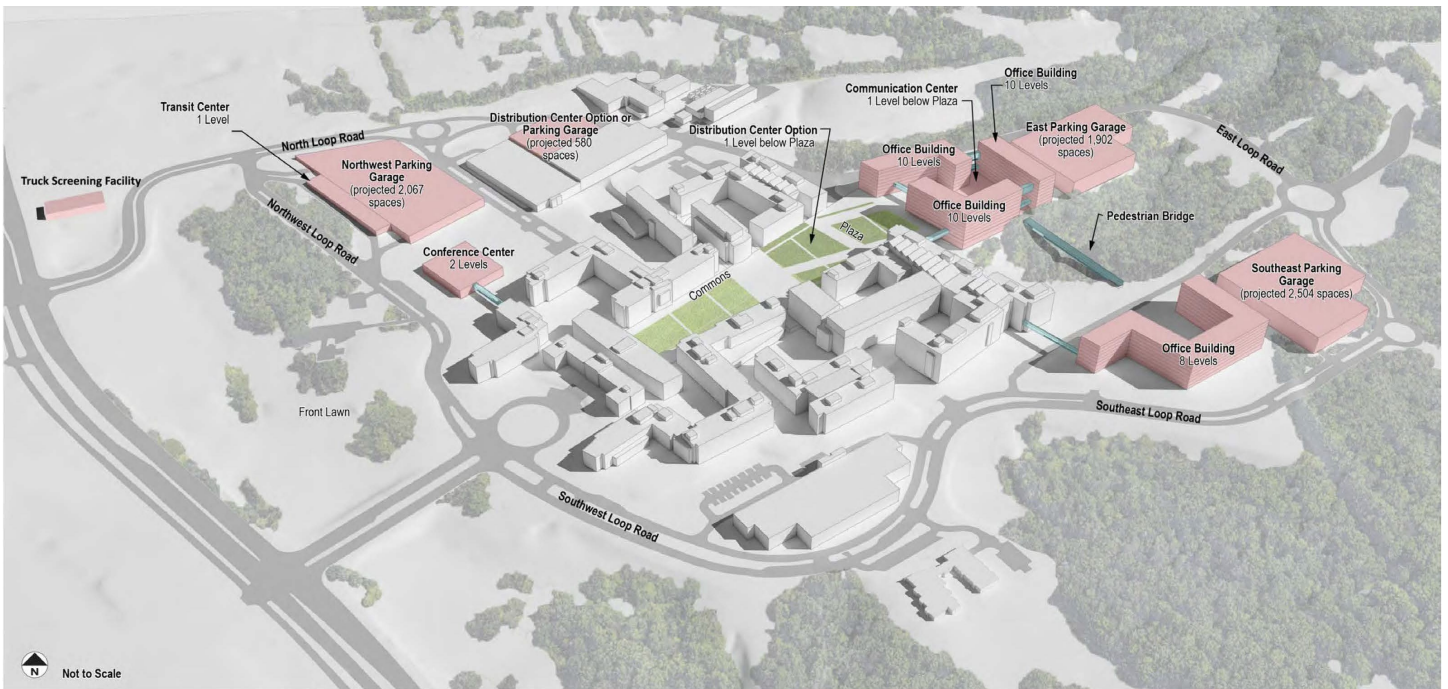 Office Building
10 Levels
Communication Center
1 Level below Plaza
Transit Center
1 Level
Distribution Center Option or
Parking Garage
(projected 580
spaces)
Distribution Center Option
1 Level below Plaza
East Parking Garage
(projected 1,902
spaces)
East Loop Road
North Loop Road
Office Building
10 Levels
Northwest Parking
Garage
(projected 2,067
spaces)
Truck Screening Facility
Office Building
10 Levels
Pedestrian Bridge
Plaza
Northwest Loop Road
Conference Center
2 Levels
Commons
Southeast Parking
Garage
(projected 2,504 spaces)
Office Building
8 Levels
Front Lawn
Southeast Loop Road
Southwest Loop Road
N
Not to Scale